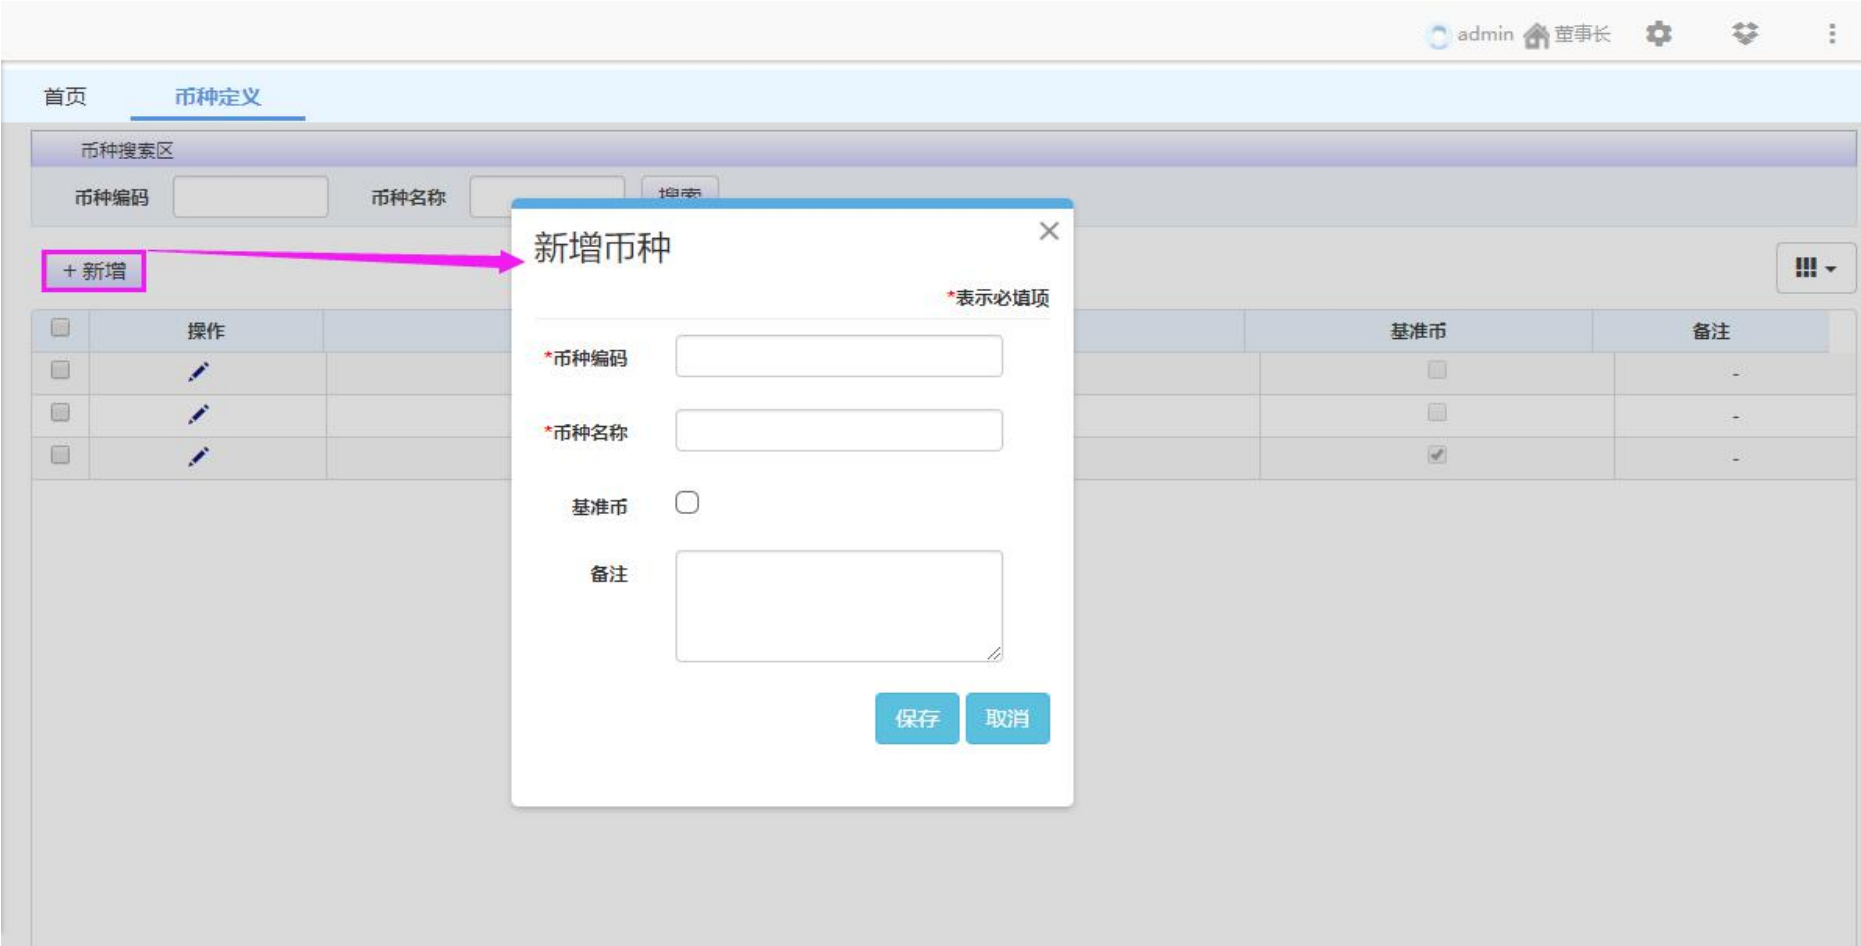 admin 董事长
首页 币种定义
币种搜索区
币种编码 币种名称 搜索
+ 新增
新增币种
*表示必填项
操作 基准币 备注
*币种编码
-
*币种名称
-
-
基准币
备注
保存 取消